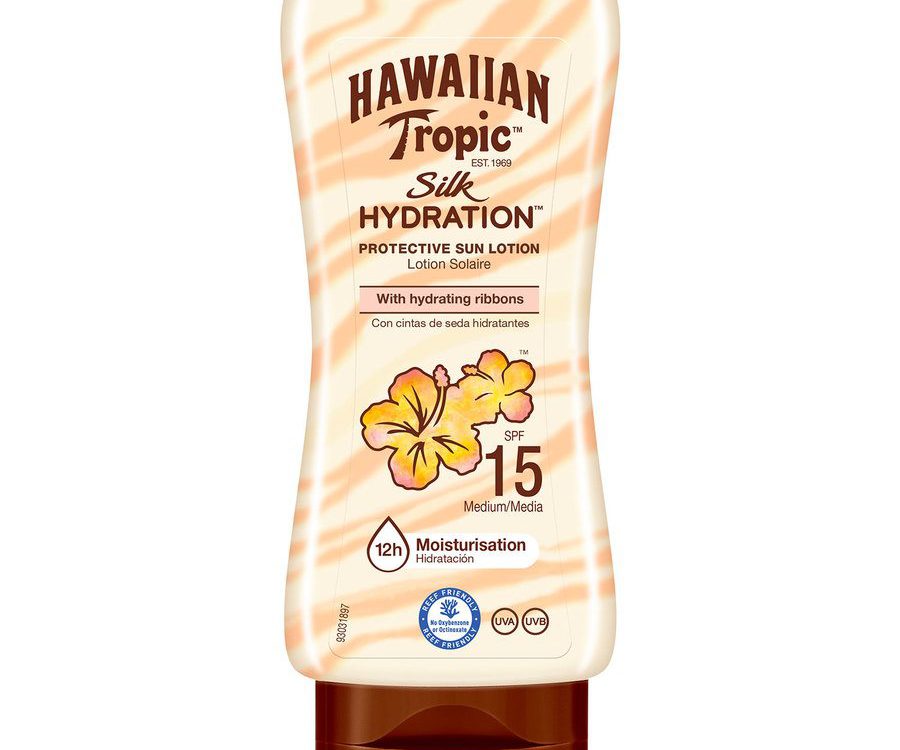 HAWAIIAN
Tropic™
EST. 1969
Silk
HYDRATION™
PROTECTIVE SUN LOTION
Lotion Solaire
With hydrating ribbons
Con cintas de seda hidratantes
™
SPF
15
Medium/Media
12h
Moisturisation
Hidratación
REEF FRIENDLY
No Oxybenzone
or Octinoxate
REEF FRIENDLY
UVA
UVB
93031897